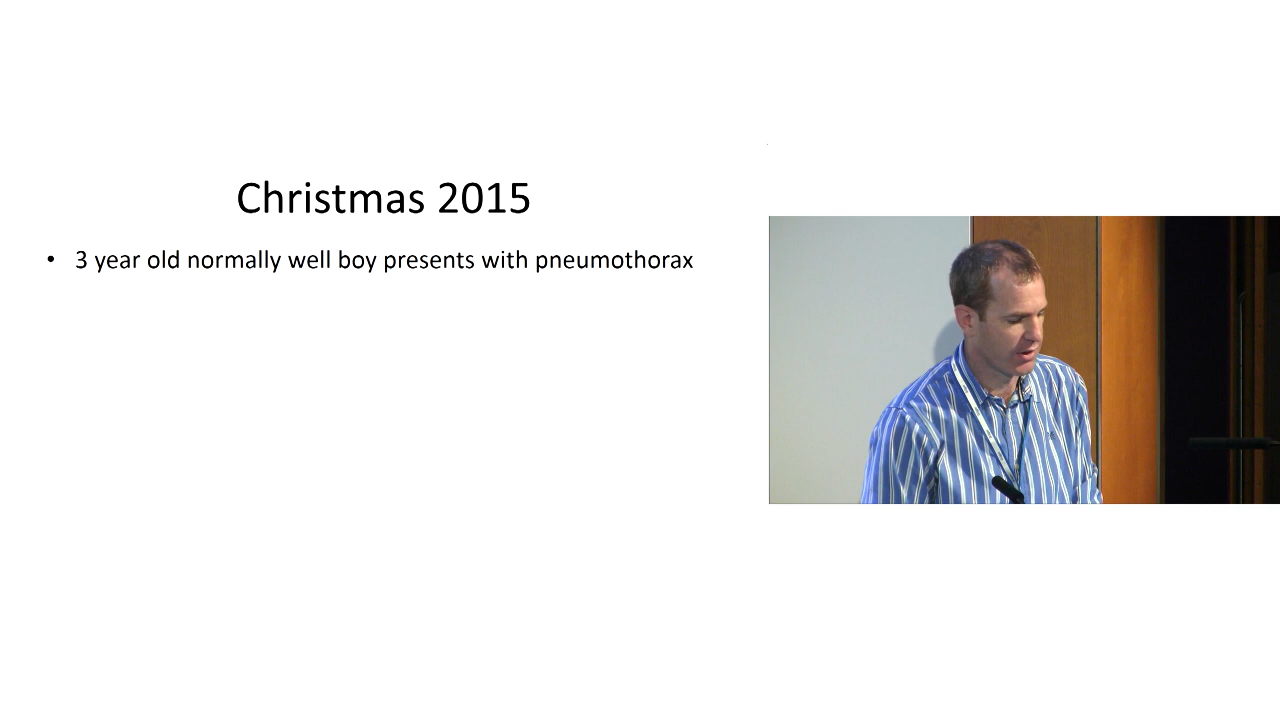 Christmas 2015
• 3 year old normally well boy presents with pneumothorax